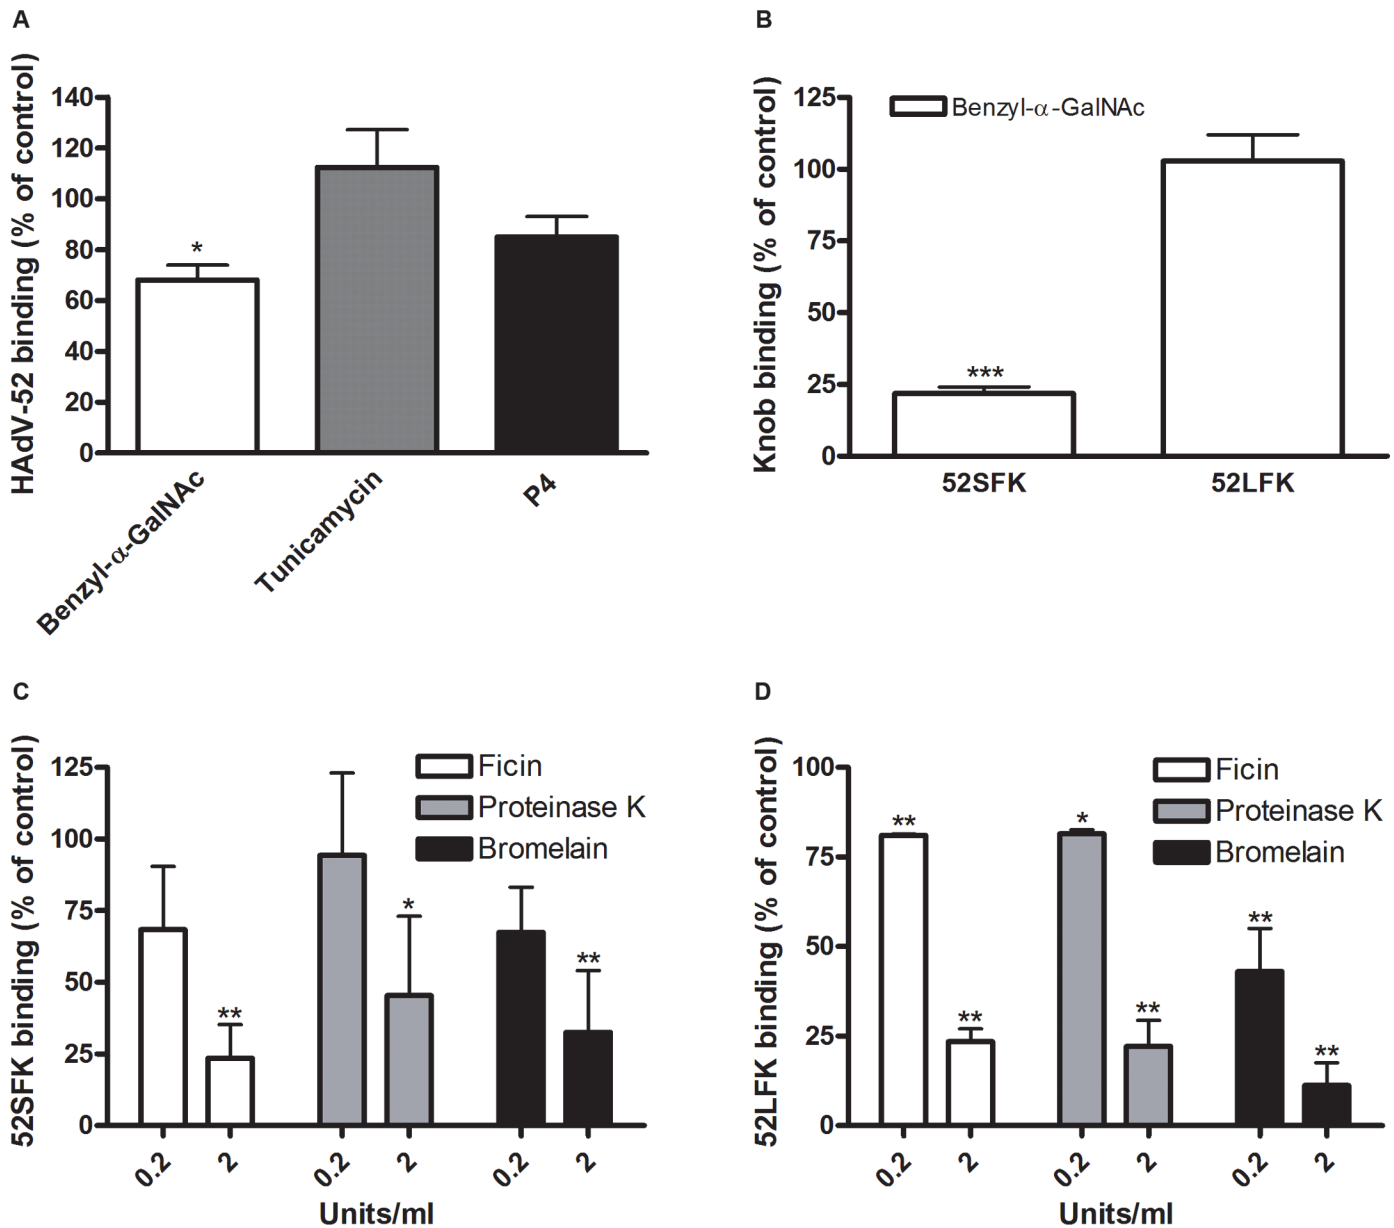 A
HAdV-52 binding (% of control)
140
120
100
80
60
40
20
0
*
Benzyl-α-GalNAc
Tunicamycin
P4
B
Knob binding (% of control)
125
100
75
50
25
0
Benzyl-α-GalNAc
***
52SFK
52LFK
C
52SFK binding (% of control)
125
100
75
50
25
0
Ficin
Proteinase K
Bromelain
**
*
**
0.2
2
0.2
2
0.2
2
Units/ml
D
52LFK binding (% of control)
100
75
50
25
0
Ficin
Proteinase K
Bromelain
**
**
*
**
**
**
0.2
2
0.2
2
0.2
2
Units/ml